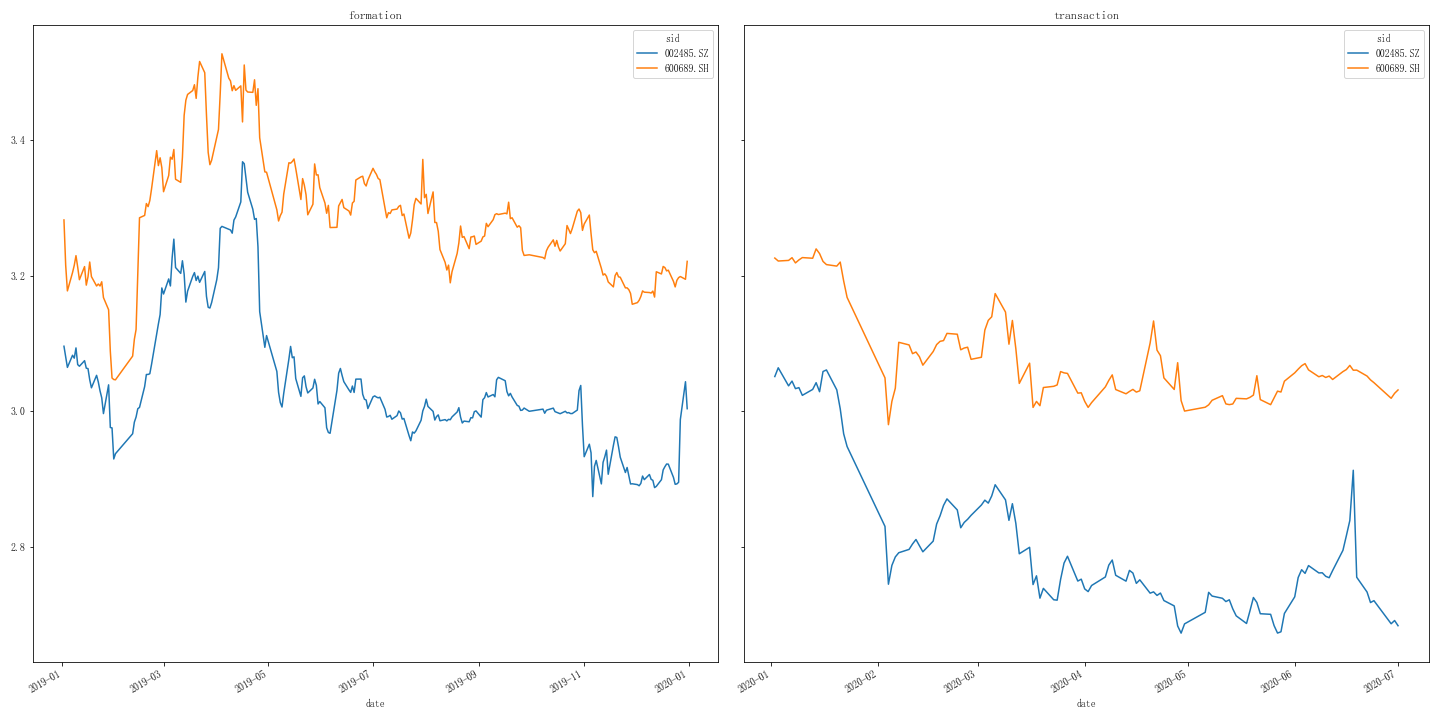 formation
sid
002485.SZ
600689.SH
3.4
3.2
3.0
2.8
2019-01
2019-03
2019-05
2019-07
2019-09
2019-11
2020-01
date
transaction
sid
002485.SZ
600689.SH
2020-01
2020-02
2020-03
2020-04
2020-05
2020-06
2020-07
date